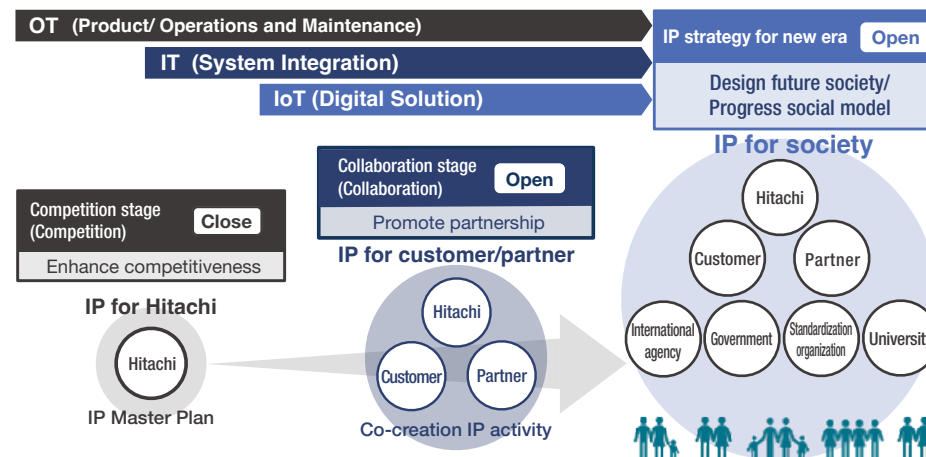 OT (Product/ Operations and Maintenance)
IT (System Integration)
IoT (Digital Solution)
IP strategy for new era Open
Design future society/
Progress social model
IP for society
Hitachi
Customer Partner
International
agency
Government
Standardization
organization
Universit
Collaboration stage
(Collaboration)
Open
Promote partnership
IP for customer/partner
Hitachi
Customer Partner
Co-creation IP activity
Competition stage
(Competition)
Close
Enhance competitiveness
IP for Hitachi
Hitachi
IP Master Plan